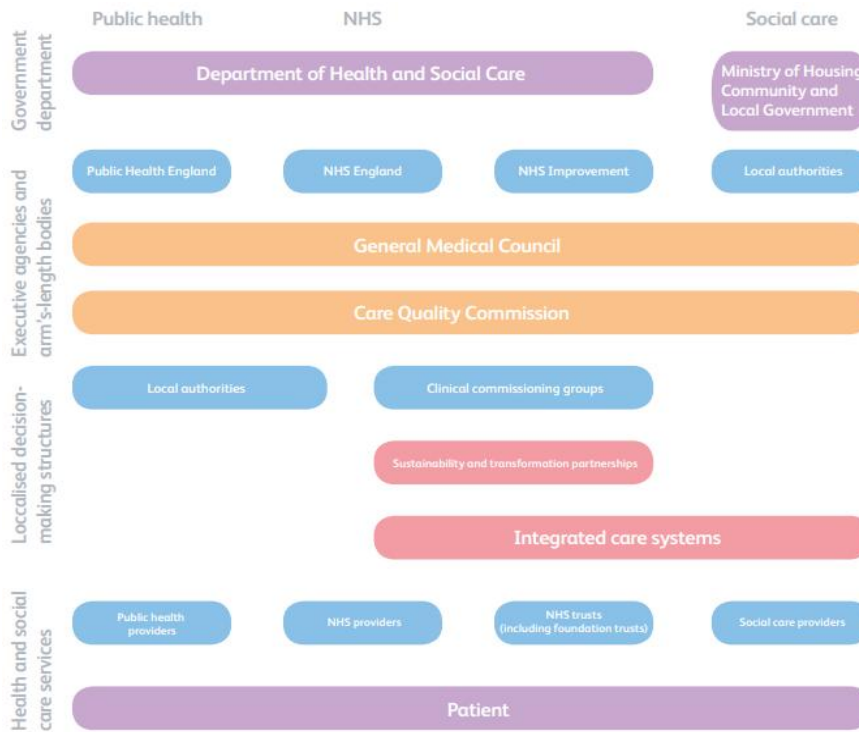 Public health
NHS
Social care
Government
department
Department of Health and Social Care
Ministry of Housing
Community and
Local Government
Executive agencies and
arm's-length bodies
Public Health England
NHS England
NHS Improvement
Local authorities
General Medical Council
Care Quality Commission
Loccalised decision-
making structures
Local authorities
Clinical commissioning groups
Sustainability and transformation partnerships
Integrated care systems
Health and social
care services
Public health
providers
NHS providers
NHS trusts
(including foundation trusts)
Social care providers
Patient